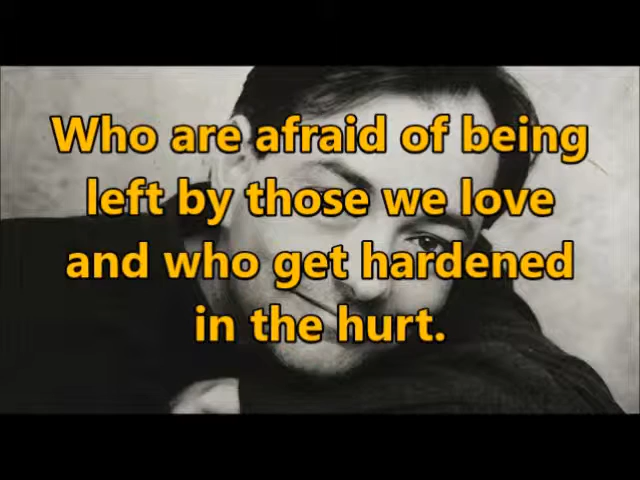 Who are afraid of being
left by those we love
and who get hardened
in the hurt.